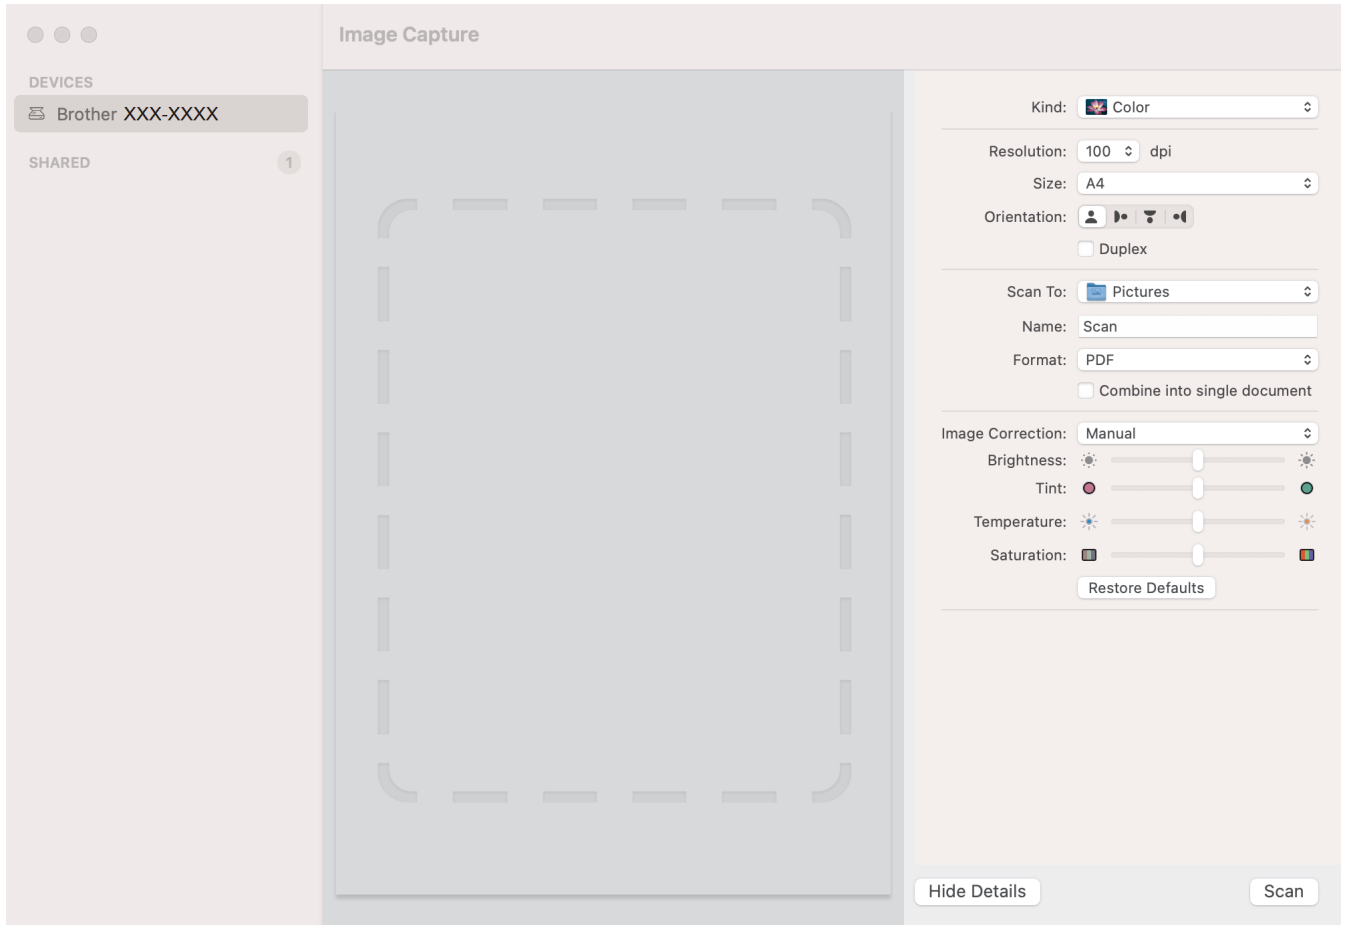 Image Capture
DEVICES
Brother XXX-XXXX
SHARED 1
Kind: Color
Resolution: 100 dpi
Size: A4
Orientation:
Duplex
Scan To: Pictures
Name: Scan
Format: PDF
Combine into single document
Image Correction: Manual
Brightness:
Tint:
Temperature:
Saturation:
Restore Defaults
Hide Details Scan